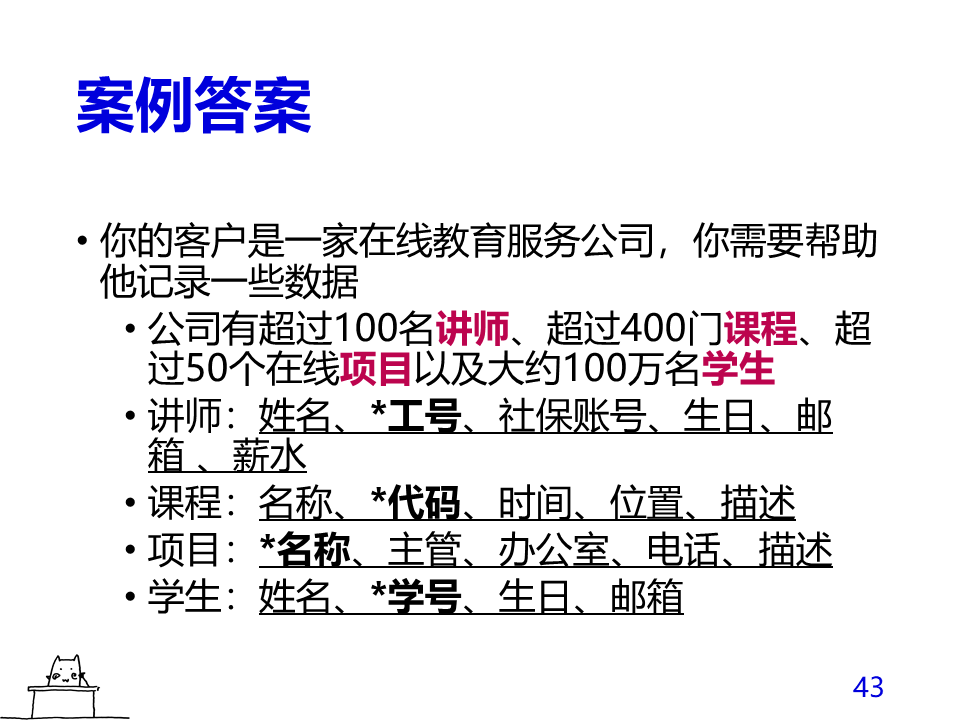 案例答案
• 你的客户是一家在线教育服务公司，你需要帮助
他记录一些数据
• 公司有超过100名讲师、超过400门课程、超
过50个在线项目以及大约100万名学生
• 讲师：姓名、*工号、社保账号、生日、邮
箱 、薪水
• 课程：名称、*代码、时间、位置、描述
• 项目：*名称、主管、办公室、电话、描述
• 学生：姓名、*学号、生日、邮箱
43